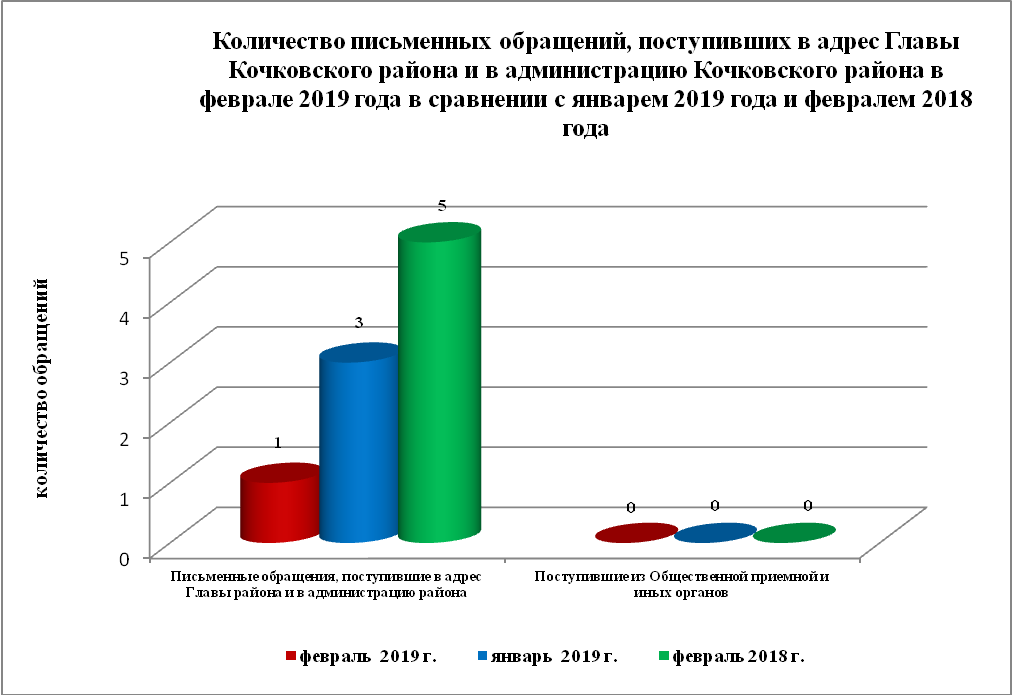 Количество письменных обращений, поступивших в адрес Главы
Кочковского района и в администрацию Кочковского района в
феврале 2019 года в сравнении с январем 2019 года и февралем 2018
года
количество обращений
5
4
3
2
1
0
1
3
5
0
0
0
Письменные обращения, поступившие в адрес
Главы района и в администрацию района
Поступившие из Общественной приемной и
иных органов
февраль 2019 г.
январь 2019 г.
февраль 2018 г.